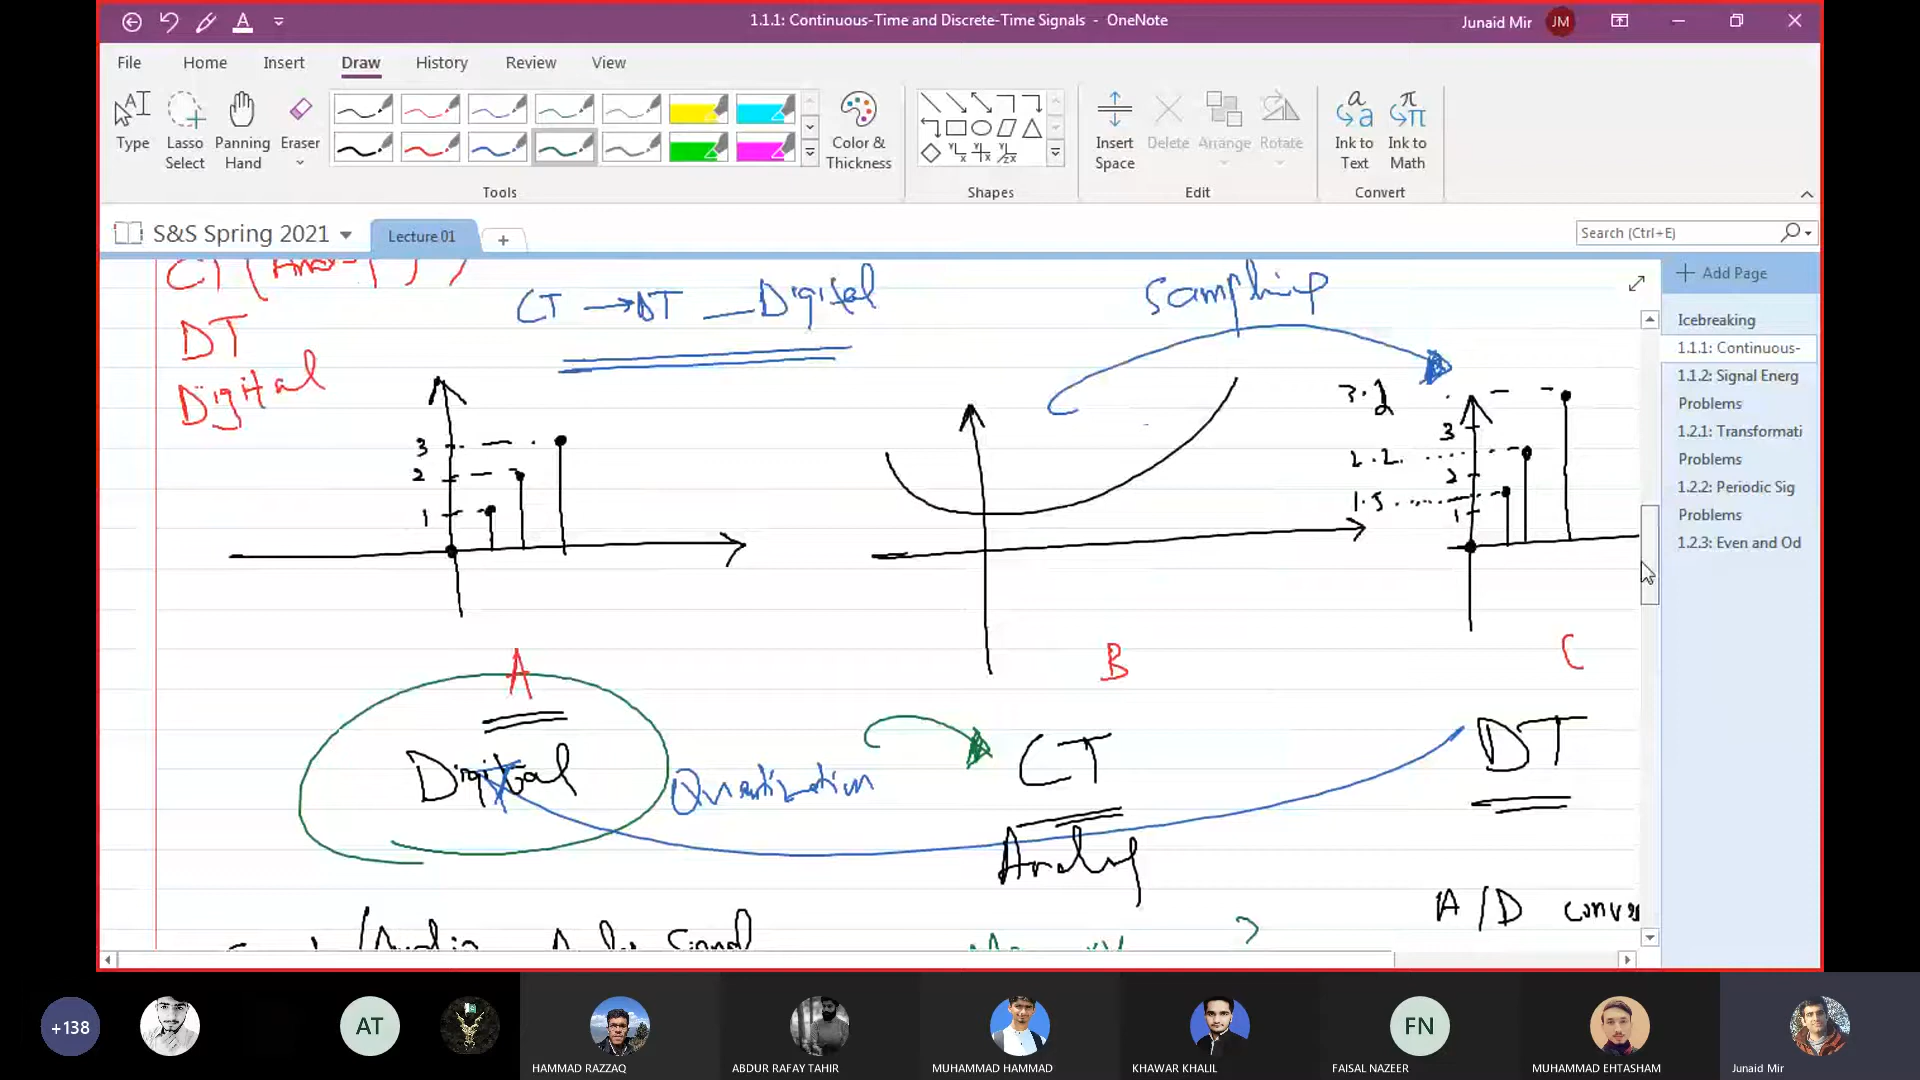 1.1.1: Continuous-Time and Discrete-Time Signals - OneNote
Junaid Mir
JM
File Home Insert Draw History Review View
Type
Lasso Select
Panning Hand
Eraser
Color & Thickness
Insert Space
Delete
Arrange
Rotate
Ink to Text
Ink to Math
Tools
Shapes
Edit
Convert
S&S Spring 2021
Lecture 01
Search (Ctrl+E)
Add Page
Icebreaking
1.1.1: Continuous-
1.1.2: Signal Energ
Problems
1.2.1: Transformati
Problems
1.2.2: Periodic Sig
Problems
1.2.3: Even and Od
CT
DT
Digital
CT → DT — Digital
Sampling
3
2
1
3
2.2
2
1.5
1
A
B
C
Digital
Quantization
CT
Analog
DT
A/D conve
Signal
+138
AT
FN
HAMMAD RAZZAQ
ABDUR RAFAY TAHIR
MUHAMMAD HAMMAD
KHAWAR KHALIL
FAISAL NAZEER
MUHAMMAD EHTASHAM
Junaid Mir